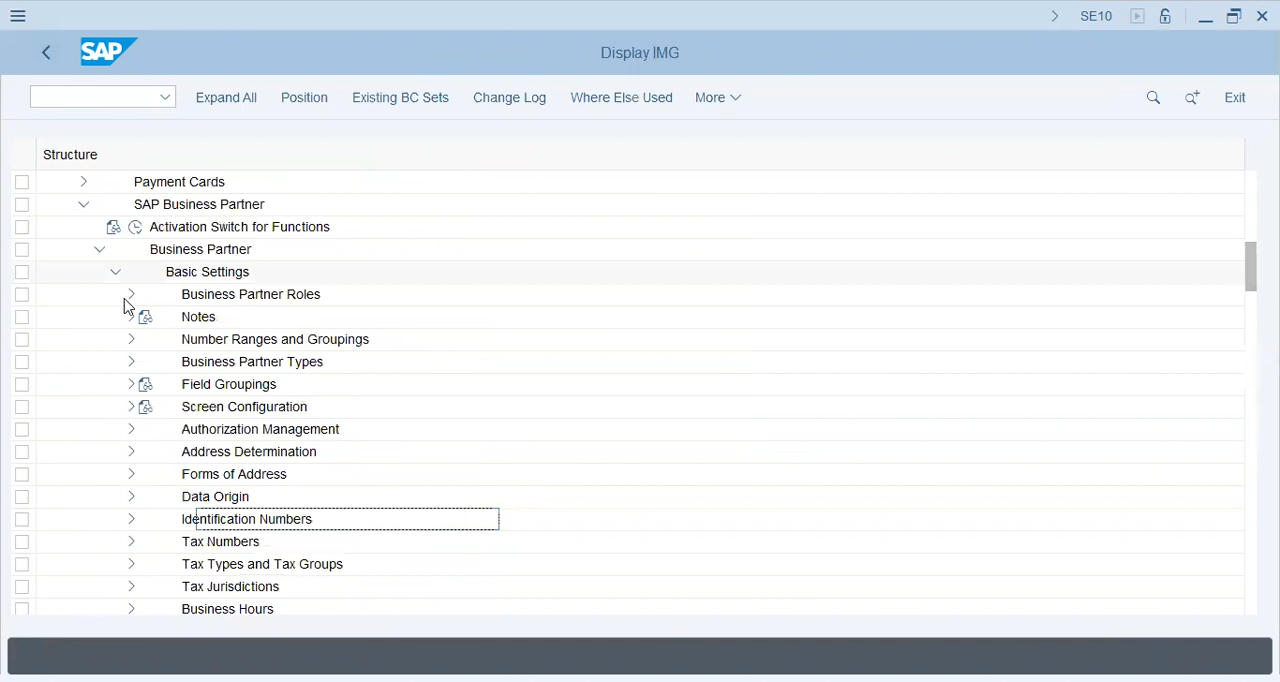 SE10
SAP
Display IMG
Expand All Position Existing BC Sets Change Log Where Else Used More Exit
Structure
Payment Cards
SAP Business Partner
Activation Switch for Functions
Business Partner
Basic Settings
Business Partner Roles
Notes
Number Ranges and Groupings
Business Partner Types
Field Groupings
Screen Configuration
Authorization Management
Address Determination
Forms of Address
Data Origin
Identification Numbers
Tax Numbers
Tax Types and Tax Groups
Tax Jurisdictions
Business Hours